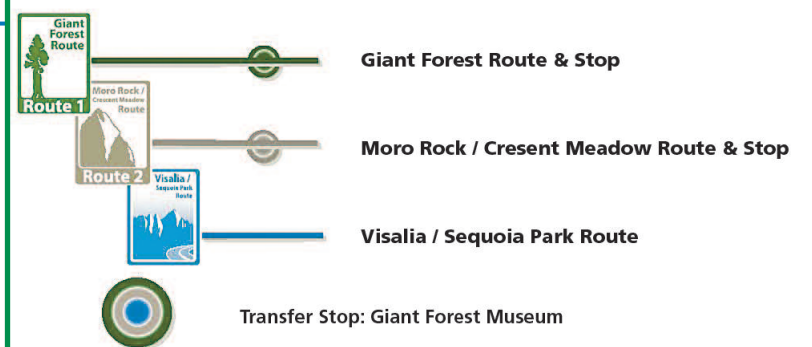 Giant
Forest
Route
Route 1
Giant Forest Route & Stop
Moro Rock /
Cresent Meadow
Route
Route 2
Moro Rock / Cresent Meadow Route & Stop
Visalia /
Sequoia Park
Route
Visalia / Sequoia Park Route
Transfer Stop: Giant Forest Museum